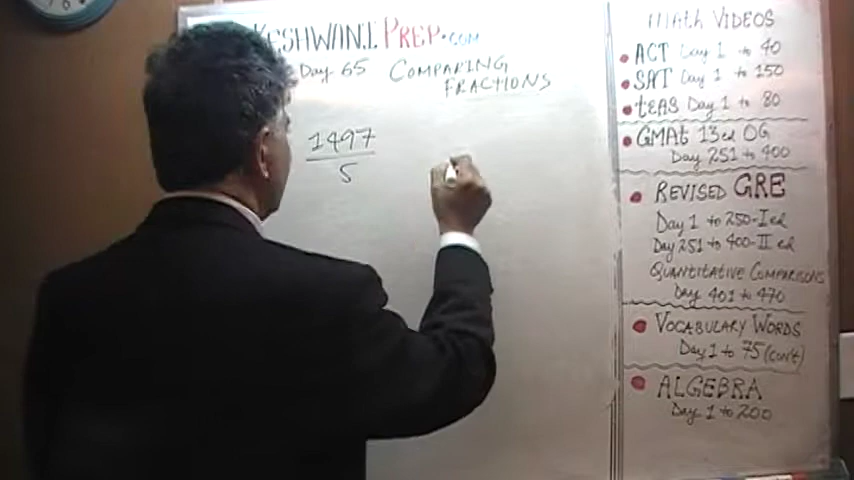 KESHWANI PREP.COM
Day 65 COMPARING
FRACTIONS
1497
5
MATH VIDEOS
ACT Day 1 to 40
SAT Day 1 to 150
tEAS Day 1 to 80
GMAt 13ed OG
Day 251 to 400
REVISED GRE
Day 1 to 250-I ed
Day 251 to 400-II ed
QUANTITATIVE COMPARISONS
Day 401 to 470
VOCABULARY WORDS
Day 1 to 75 (con't)
ALGEBRA
Day 1 to 200